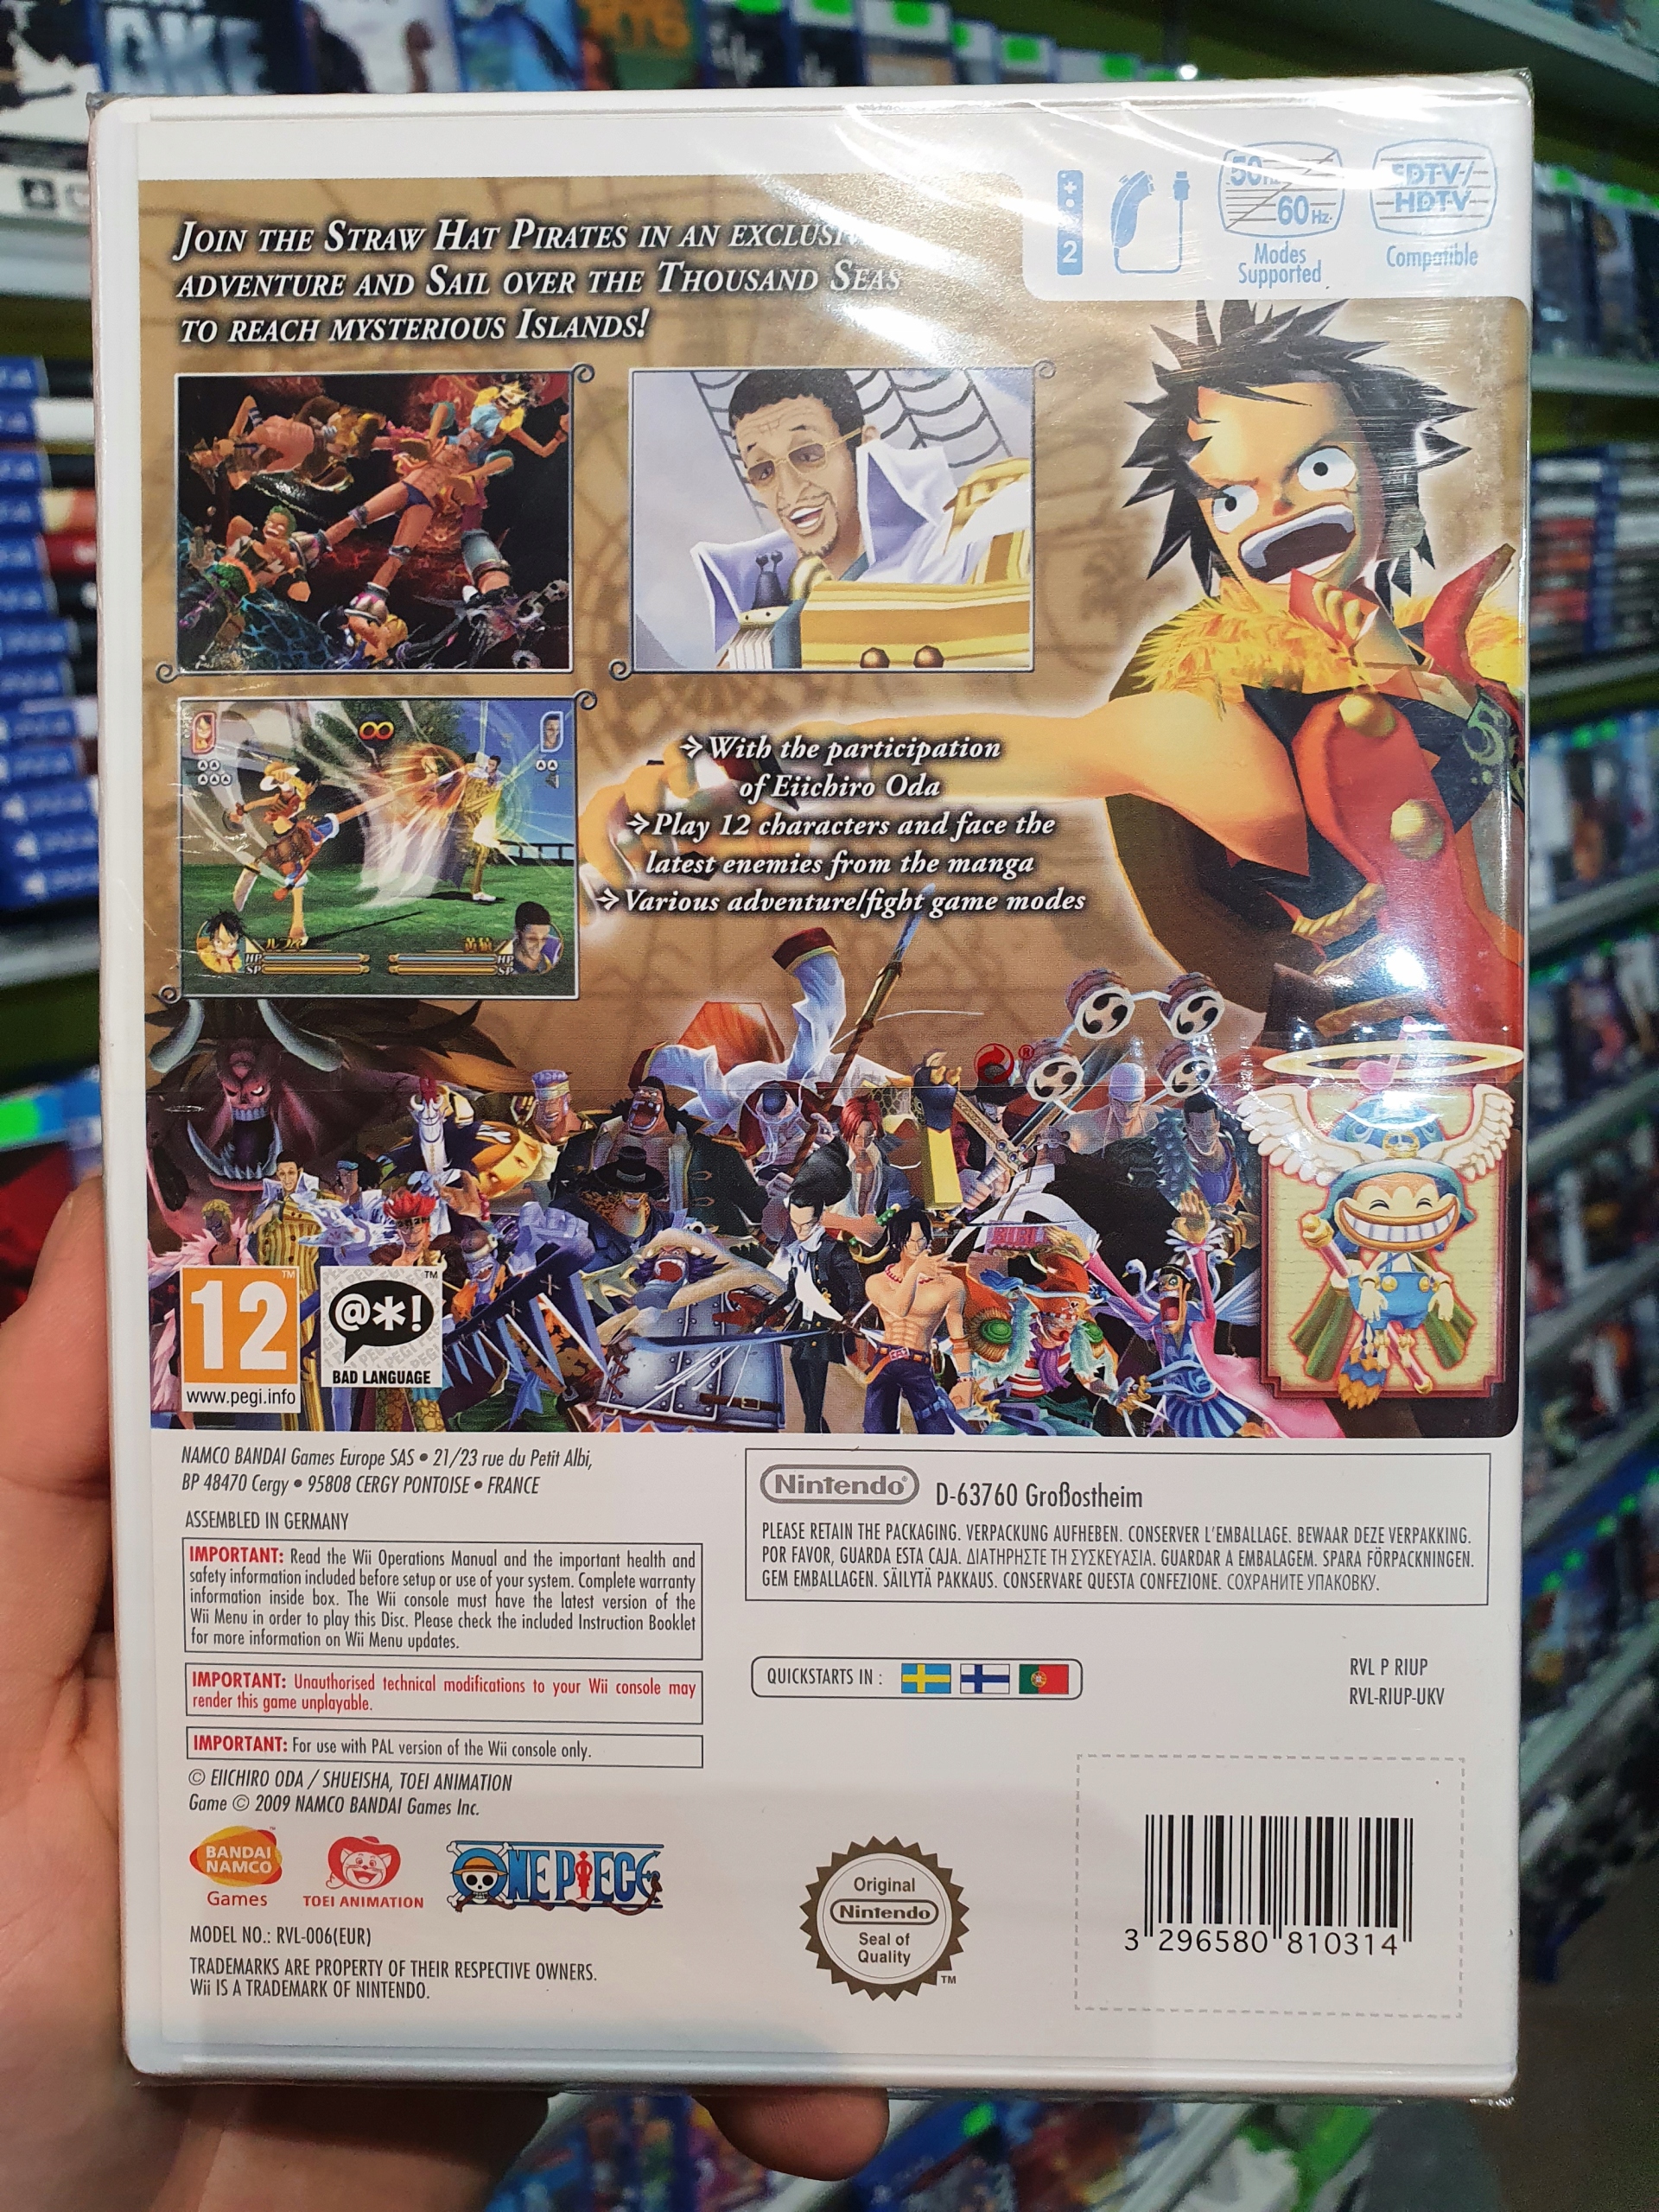 JOIN THE STRAW HAT PIRATES IN AN
ADVENTURE AND SAIL OVER THE THOUSAND SEAS
TO REACH MYSTERIOUS ISLANDS!
2
50Hz
60Hz
Modes
Supported
EDTV/
HDTV
Compatible
∞
ルフィ
黄猿
HP
SP
HP
SP
→With the participation
of Eiichiro Oda
→Play 12 characters and face the
latest enemies from the manga
→Various adventure/fight game modes
®
12™
www.pegi.info
@*!™
BAD LANGUAGE
NAMCO BANDAI Games Europe SAS • 21/23 rue du Petit Albi,
BP 48470 Cergy • 95808 CERGY PONTOISE • FRANCE
ASSEMBLED IN GERMANY
IMPORTANT: Read the Wii Operations Manual and the important health and
safety information included before setup or use of your system. Complete warranty
information inside box. The Wii console must have the latest version of the
Wii Menu in order to play this Disc. Please check the included Instruction Booklet
for more information on Wii Menu updates.
IMPORTANT: Unauthorised technical modifications to your Wii console may
render this game unplayable.
IMPORTANT: For use with PAL version of the Wii console only.
© EIICHIRO ODA / SHUEISHA, TOEI ANIMATION
Game © 2009 NAMCO BANDAI Games Inc.
BANDAI
NAMCO
Games
TOEI ANIMATION
ONE PIECE
MODEL NO.: RVL-006(EUR)
TRADEMARKS ARE PROPERTY OF THEIR RESPECTIVE OWNERS.
Wii IS A TRADEMARK OF NINTENDO.
Nintendo® D-63760 Großostheim
PLEASE RETAIN THE PACKAGING. VERPACKUNG AUFHEBEN. CONSERVER L'EMBALLAGE. BEWAAR DEZE VERPAKKING.
POR FAVOR, GUARDA ESTA CAJA. ΔΙΑΤΗΡΗΣΤΕ ΤΗ ΣΥΣΚΕΥΑΣΙΑ. GUARDAR A EMBALAGEM. SPARA FÖRPACKNINGEN.
GEM EMBALLAGEN. SÄILYTÄ PAKKAUS. CONSERVARE QUESTA CONFEZIONE. СОХРАНИТЕ УПАКОВКУ.
QUICKSTARTS IN :
RVL P RIUP
RVL-RIUP-UKV
Original
Nintendo
Seal of
Quality
™
3 296580 810314